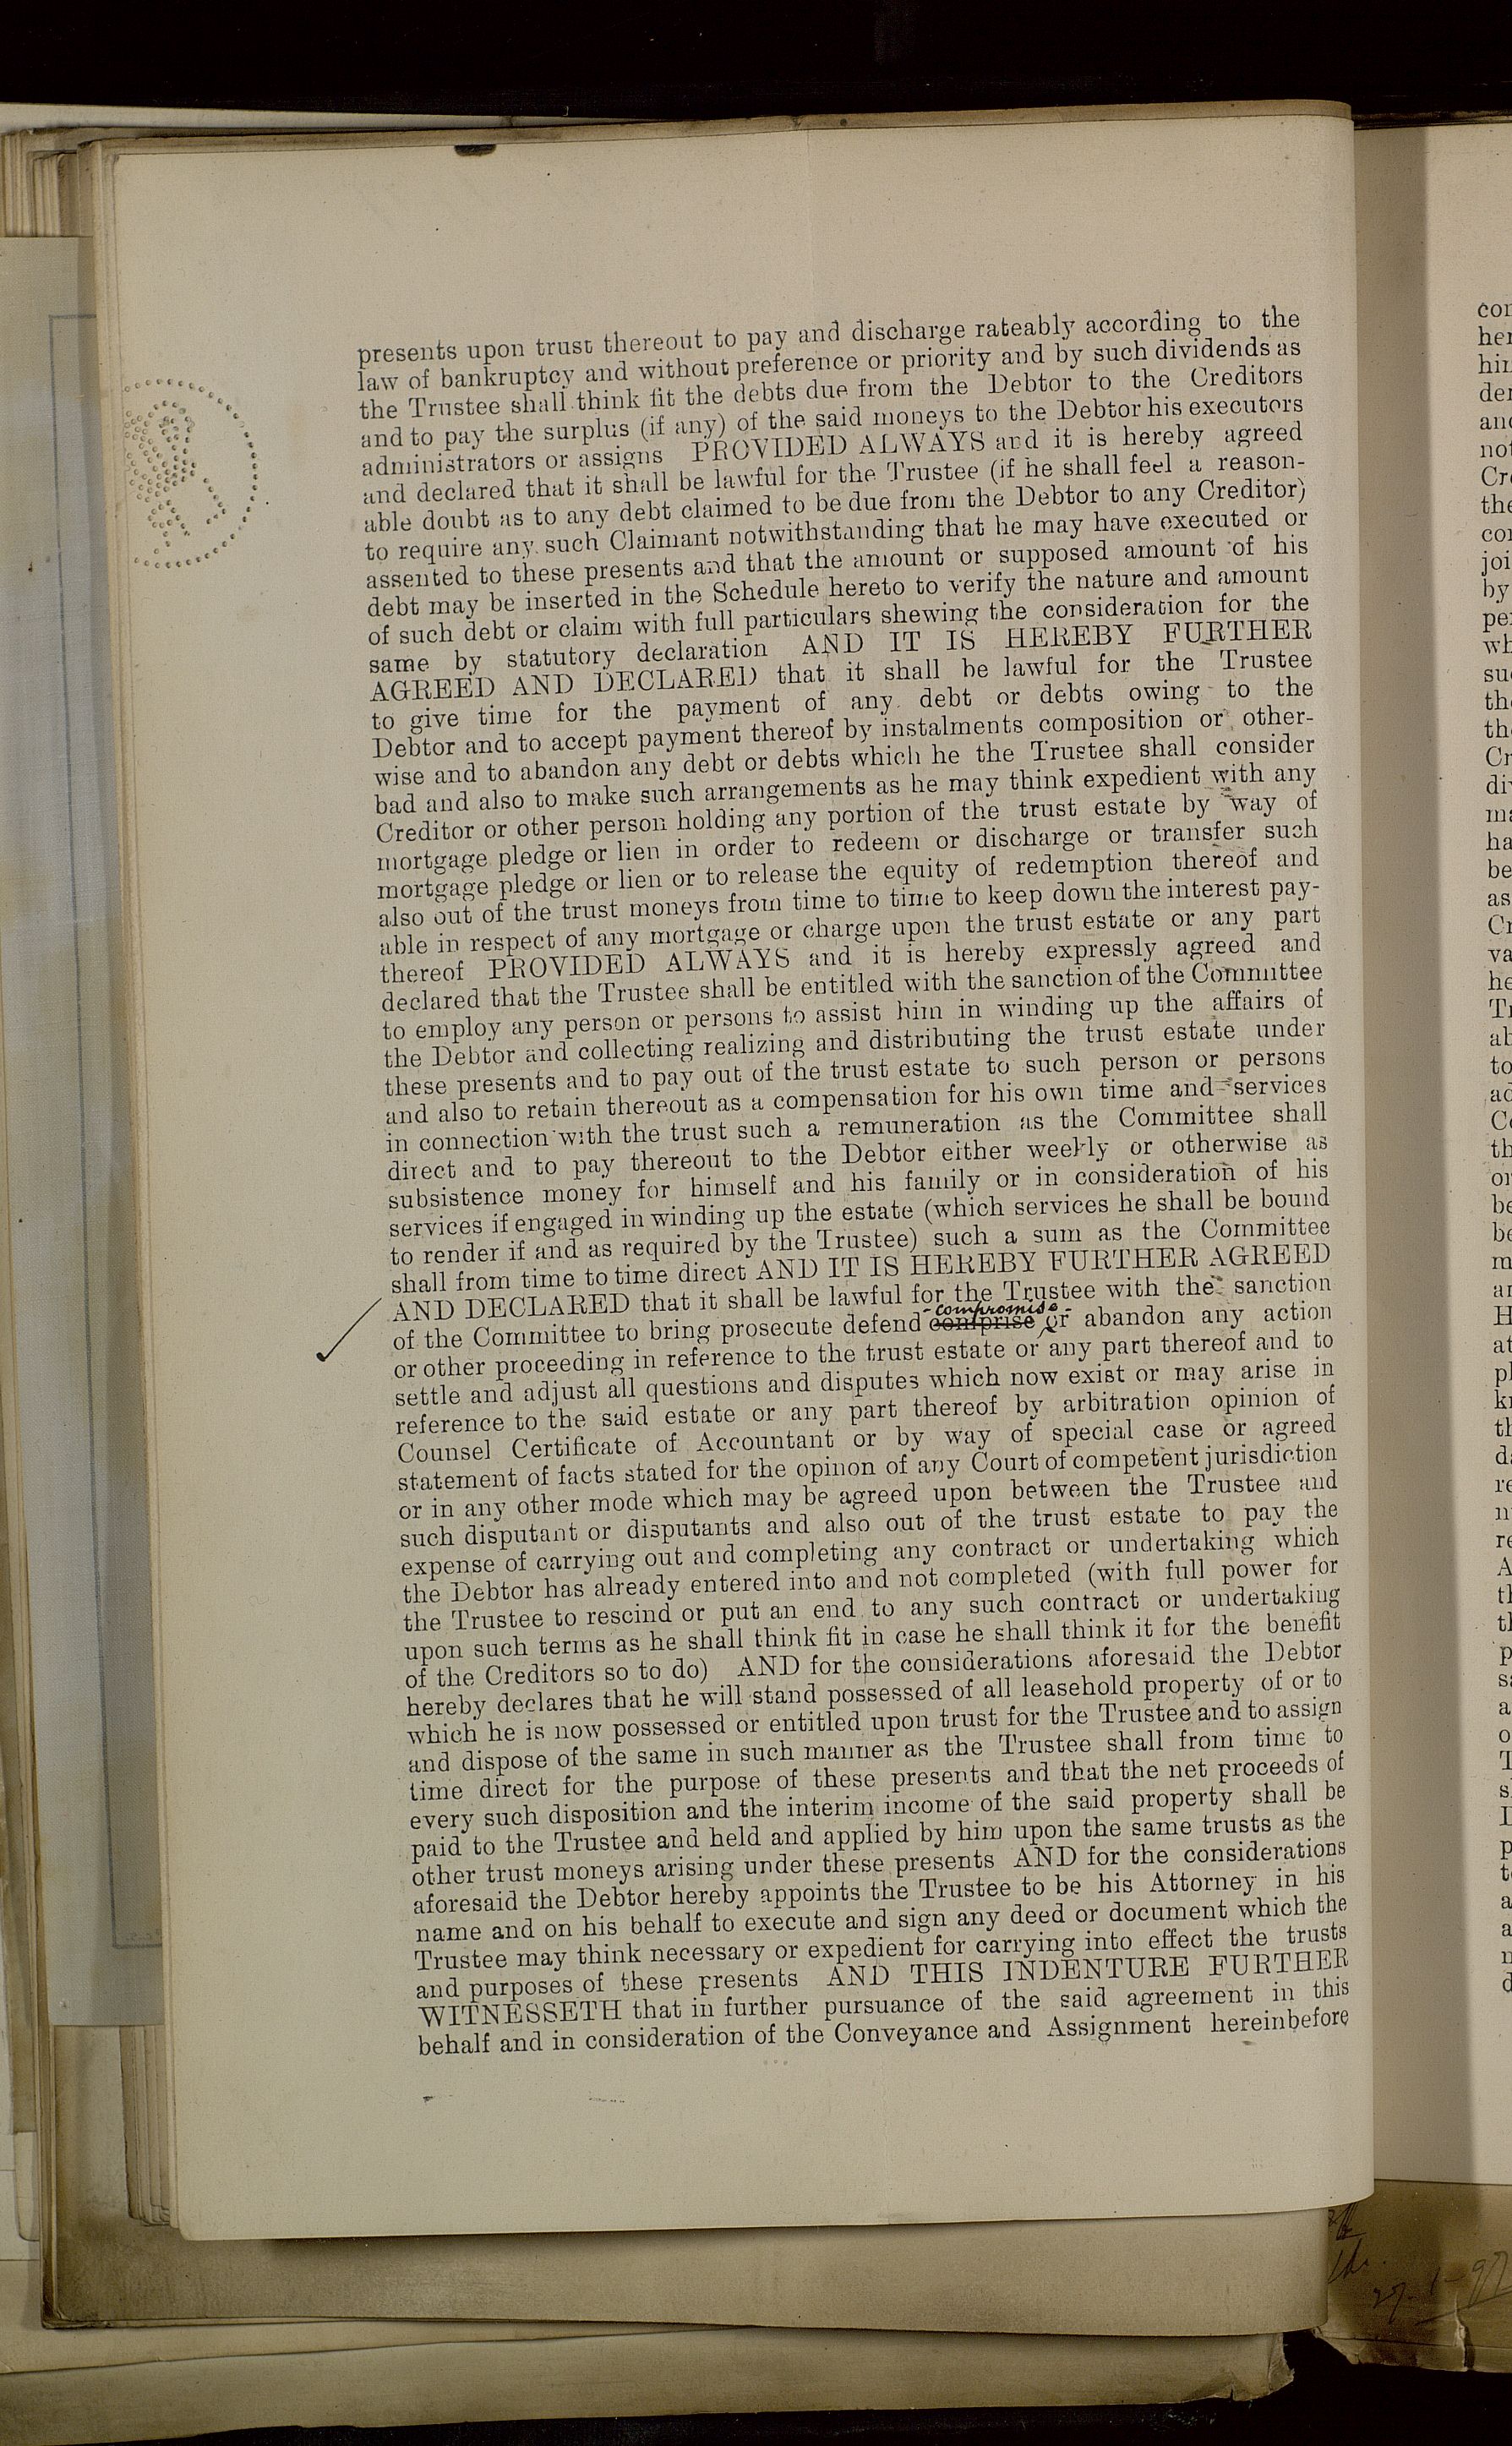 presents upon trust thereout to pay and discharge rateably according to the
law of bankruptcy and without preference or priority and by such dividends as
the Trustee shall think fit the debts due from the Debtor to the Creditors
and to pay the surplus (if any) of the said moneys to the Debtor his executors
administrators or assigns PROVIDED ALWAYS and it is hereby agreed
and declared that it shall be lawful for the Trustee (if he shall feel a reason-
able doubt as to any debt claimed to be due from the Debtor to any Creditor)
to require any such Claimant notwithstanding that he may have executed or
assented to these presents and that the amount or supposed amount of his
debt may be inserted in the Schedule hereto to verify the nature and amount
of such debt or claim with full particulars shewing the consideration for the
same by statutory declaration AND IT IS HEREBY FURTHER
AGREED AND DECLARED that it shall be lawful for the Trustee
to give time for the payment of any debt or debts owing to the
Debtor and to accept payment thereof by instalments composition or other-
wise and to abandon any debt or debts which he the Trustee shall consider
bad and also to make such arrangements as he may think expedient with any
Creditor or other person holding any portion of the trust estate by way of
mortgage pledge or lien in order to redeem or discharge or transfer such
mortgage pledge or lien or to release the equity of redemption thereof and
also out of the trust moneys from time to time to keep down the interest pay-
able in respect of any mortgage or charge upon the trust estate or any part
thereof PROVIDED ALWAYS and it is hereby expressly agreed and
declared that the Trustee shall be entitled with the sanction of the Committee
to employ any person or persons to assist him in winding up the affairs of
the Debtor and collecting realizing and distributing the trust estate under
these presents and to pay out of the trust estate to such person or persons
and also to retain thereout as a compensation for his own time and services
in connection with the trust such a remuneration as the Committee shall
direct and to pay thereout to the Debtor either weekly or otherwise as
subsistence money for himself and his family or in consideration of his
services if engaged in winding up the estate (which services he shall be bound
to render if and as required by the Trustee) such a sum as the Committee
shall from time to time direct AND IT IS HEREBY FURTHER AGREED
AND DECLARED that it shall be lawful for the Trustee with the sanction
-compromise-
of the Committee to bring prosecute defend comprise or abandon any action
or other proceeding in reference to the trust estate or any part thereof and to
settle and adjust all questions and disputes which now exist or may arise in
reference to the said estate or any part thereof by arbitration opinion of
Counsel Certificate of Accountant or by way of special case or agreed
statement of facts stated for the opinon of any Court of competent jurisdiction
or in any other mode which may be agreed upon between the Trustee and
such disputant or disputants and also out of the trust estate to pay the
expense of carrying out and completing any contract or undertaking which
the Debtor has already entered into and not completed (with full power for
the Trustee to rescind or put an end to any such contract or undertaking
upon such terms as he shall think fit in case he shall think it for the benefit
of the Creditors so to do) AND for the considerations aforesaid the Debtor
hereby declares that he will stand possessed of all leasehold property of or to
which he is now possessed or entitled upon trust for the Trustee and to assign
and dispose of the same in such manner as the Trustee shall from time to
time direct for the purpose of these presents and that the net proceeds of
every such disposition and the interim income of the said property shall be
paid to the Trustee and held and applied by him upon the same trusts as the
other trust moneys arising under these presents AND for the considerations
aforesaid the Debtor hereby appoints the Trustee to be his Attorney in his
name and on his behalf to execute and sign any deed or document which the
Trustee may think necessary or expedient for carrying into effect the trusts
and purposes of these presents AND THIS INDENTURE FURTHER
WITNESSETH that in further pursuance of the said agreement in this
behalf and in consideration of the Conveyance and Assignment hereinbefore